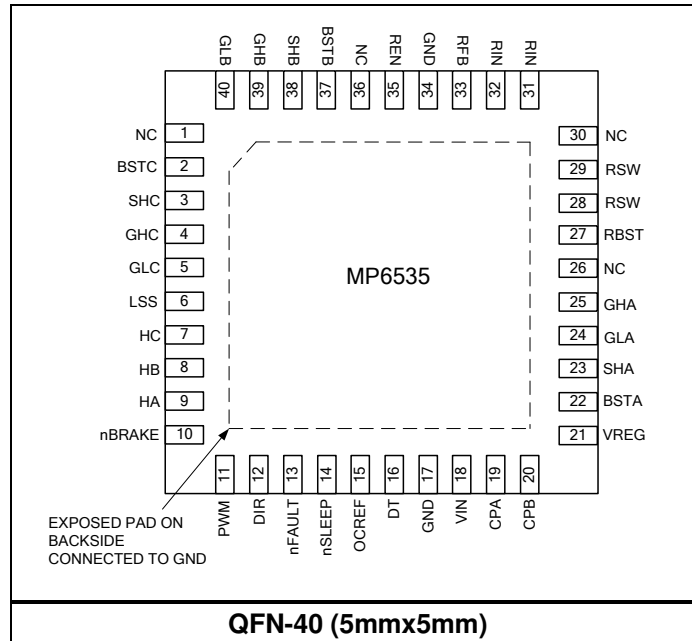 GLB
GHB
SHB
BSTB
NC
REN
GND
RFB
RIN
RIN
40
39
38
37
36
35
34
33
32
31
NC 1
BSTC 2
SHC 3
GHC 4
GLC 5
LSS 6
HC 7
HB 8
HA 9
nBRAKE 10
MP6535
30 NC
29 RSW
28 RSW
27 RBST
26 NC
25 GHA
24 GLA
23 SHA
22 BSTA
21 VREG
11
12
13
14
15
16
17
18
19
20
PWM
DIR
nFAULT
nSLEEP
OCREF
DT
GND
VIN
CPA
CPB
EXPOSED PAD ON
BACKSIDE
CONNECTED TO GND
QFN-40 (5mmx5mm)